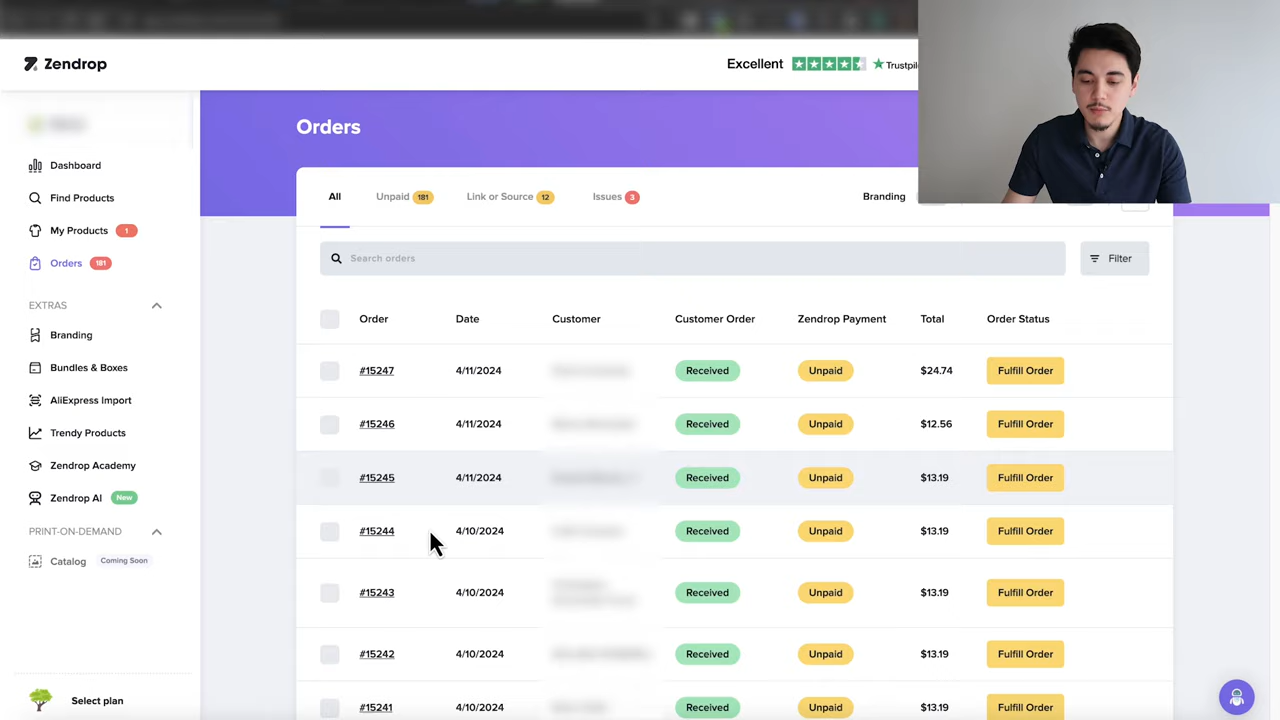 Zendrop
Excellent
Trustpil
Dashboard
Find Products
My Products 1
Orders 181
EXTRAS
Branding
Bundles & Boxes
AliExpress Import
Trendy Products
Zendrop Academy
Zendrop AI New
PRINT-ON-DEMAND
Catalog Coming Soon
Select plan
Orders
All Unpaid 181 Link or Source 12 Issues 3 Branding
Search orders Filter
Order Date Customer Customer Order Zendrop Payment Total Order Status
#15247 4/11/2024 Received Unpaid $24.74 Fulfill Order
#15246 4/11/2024 Received Unpaid $12.56 Fulfill Order
#15245 4/11/2024 Received Unpaid $13.19 Fulfill Order
#15244 4/10/2024 Received Unpaid $13.19 Fulfill Order
#15243 4/10/2024 Received Unpaid $13.19 Fulfill Order
#15242 4/10/2024 Received Unpaid $13.19 Fulfill Order
#15241 4/10/2024 Received Unpaid $13.19 Fulfill Order